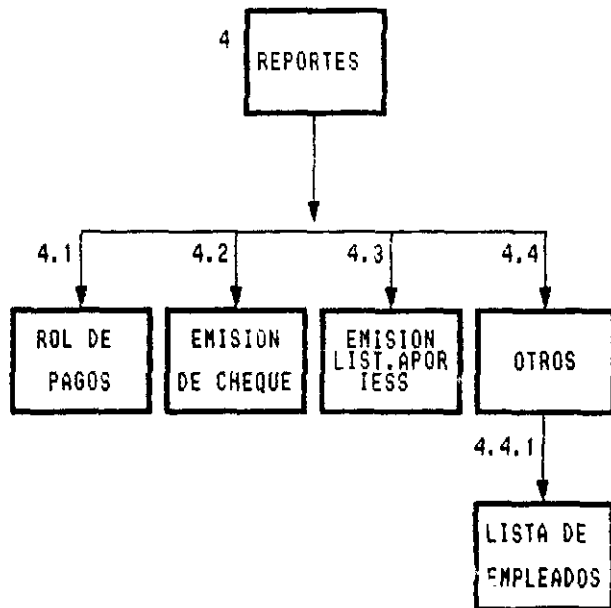 4
REPORTES
4.1
4.2
4.3
4.4
ROL DE
PAGOS
EMISION
DE CHEQUE
EMISION
LIST.APOR
IESS
OTROS
4.4.1
LISTA DE
EMPLEADOS